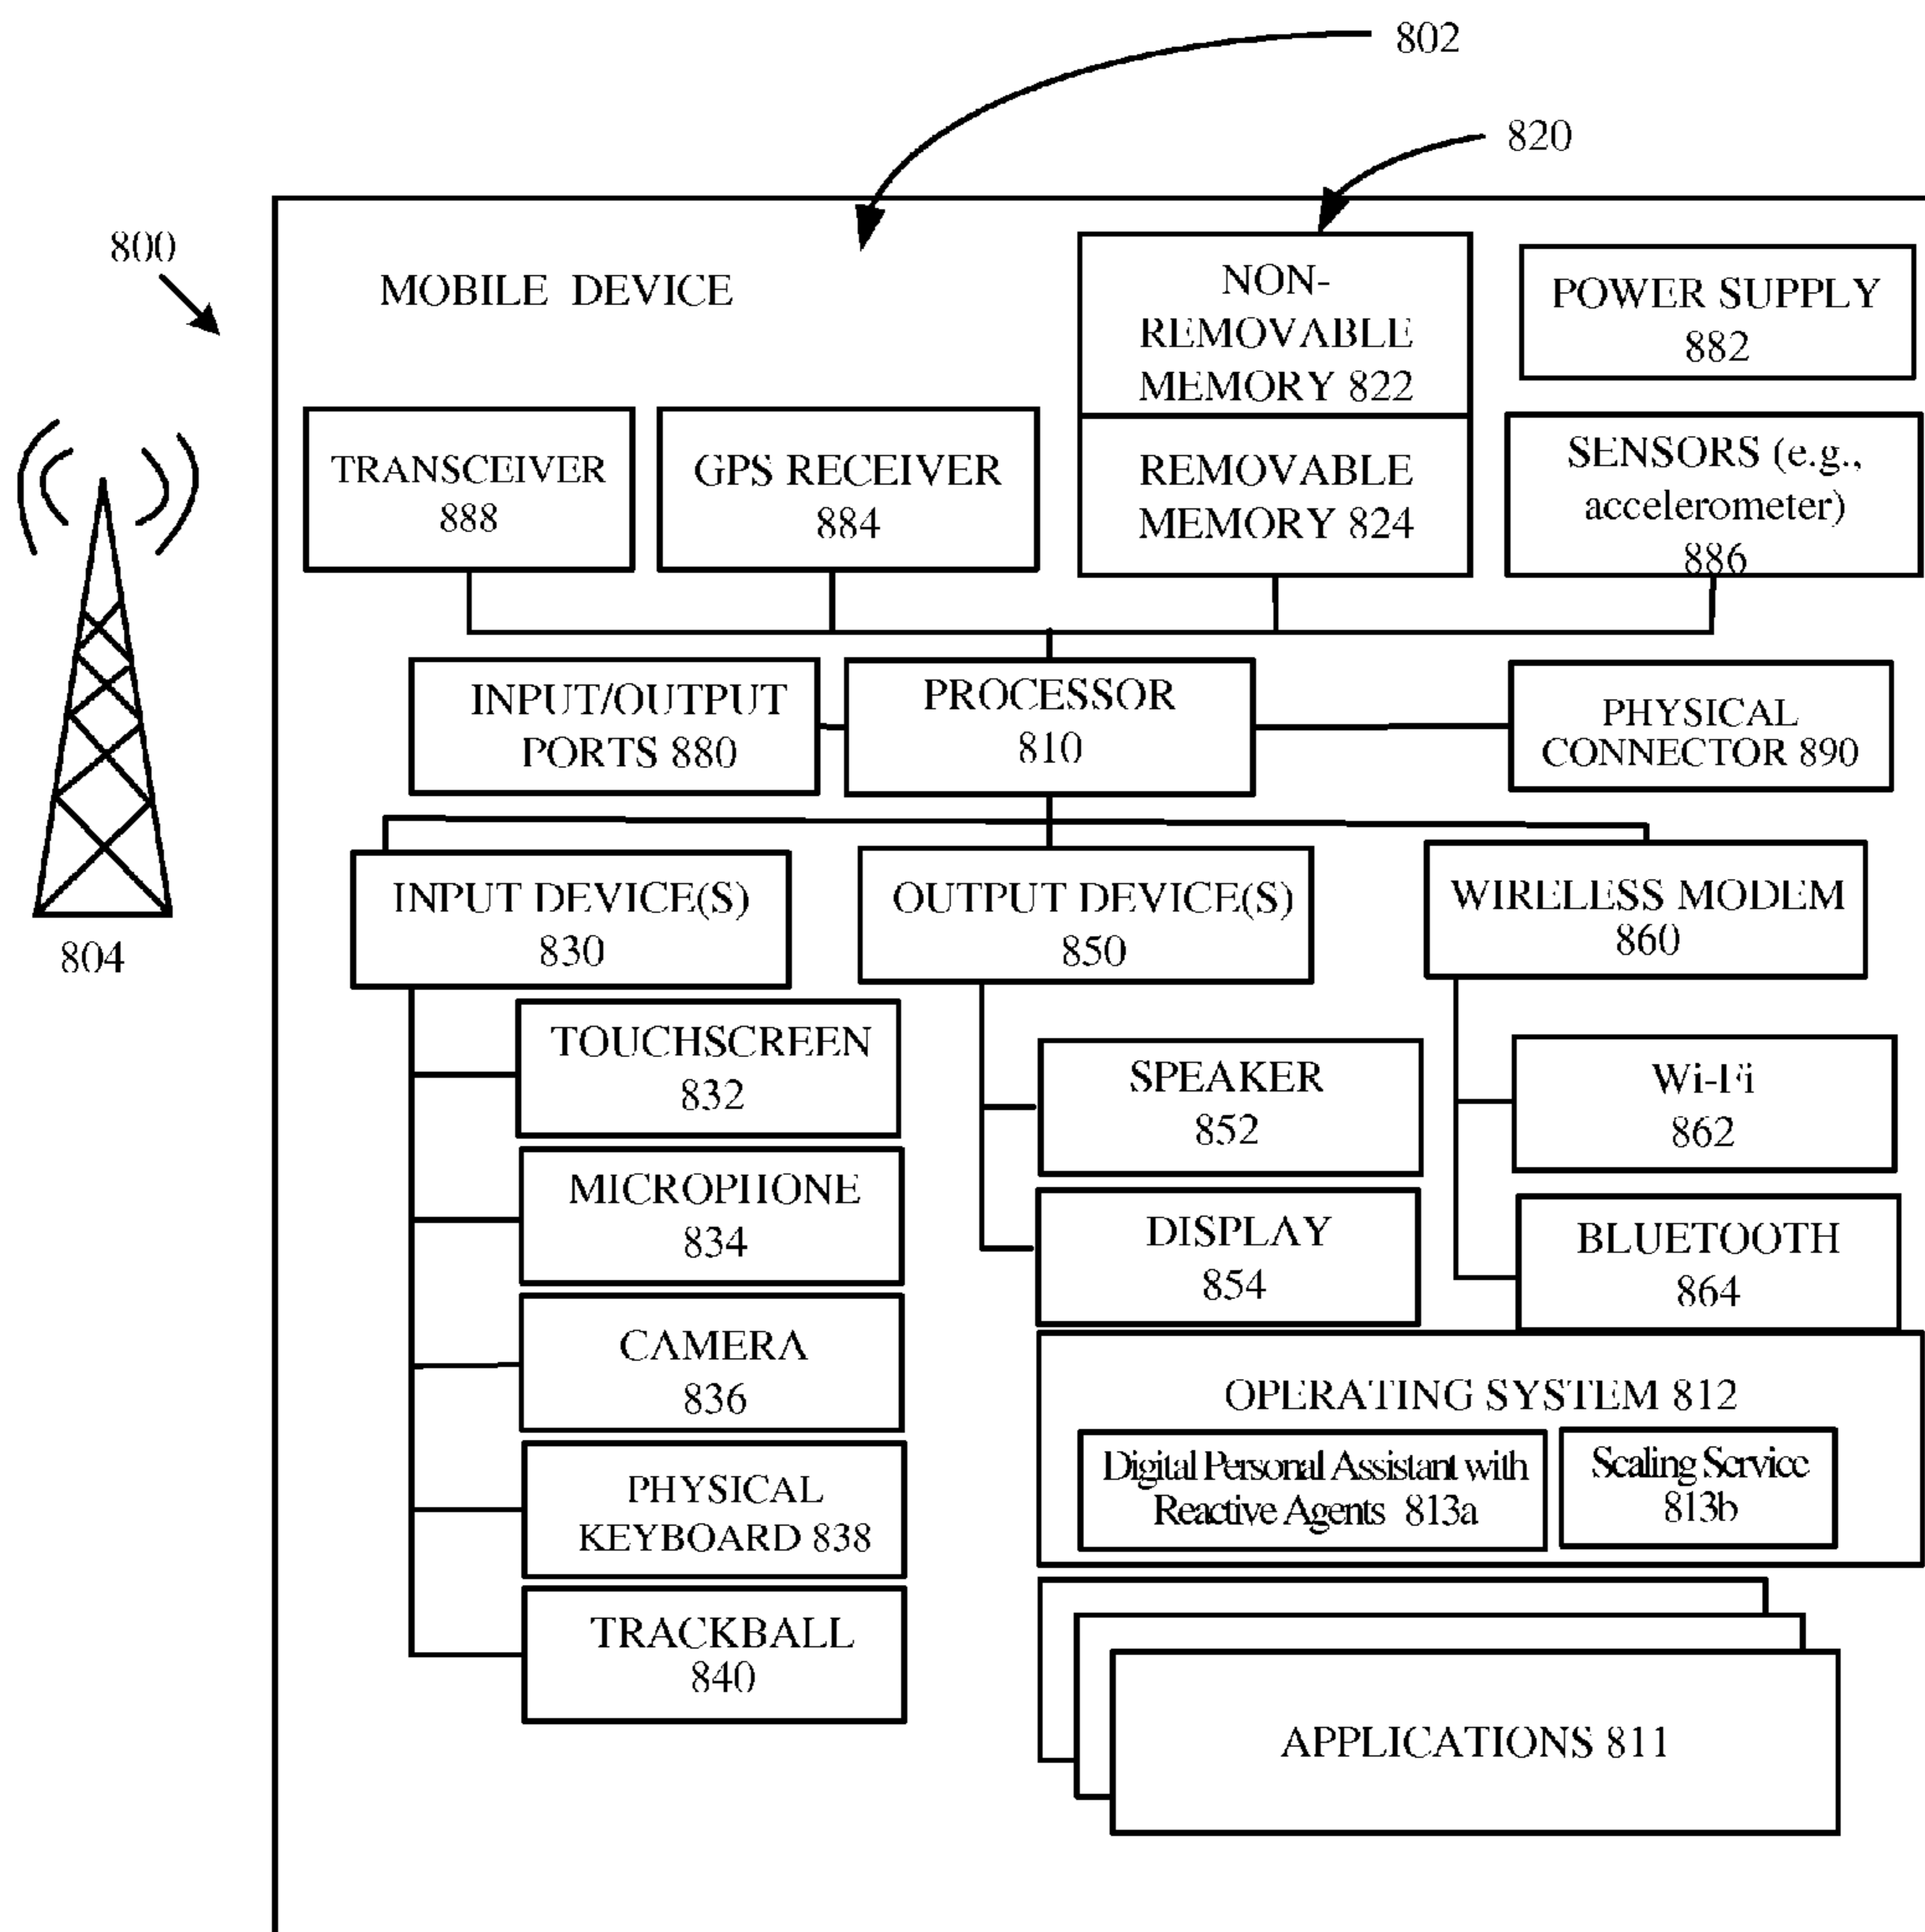 802
820
800
MOBILE DEVICE
NON-
REMOVABLE
MEMORY 822
POWER SUPPLY
882
TRANSCEIVER
888
GPS RECEIVER
884
REMOVABLE
MEMORY 824
SENSORS (e.g.,
accelerometer)
886
INPUT/OUTPUT
PORTS 880
PROCESSOR
810
PHYSICAL
CONNECTOR 890
804
INPUT DEVICE(S)
830
OUTPUT DEVICE(S)
850
WIRELESS MODEM
860
TOUCHSCREEN
832
MICROPHONE
834
CAMERA
836
PHYSICAL
KEYBOARD 838
TRACKBALL
840
SPEAKER
852
DISPLAY
854
Wi-Fi
862
BLUETOOTH
864
OPERATING SYSTEM 812
Digital Personal Assistant with
Reactive Agents 813a
Scaling Service
813b
APPLICATIONS 811